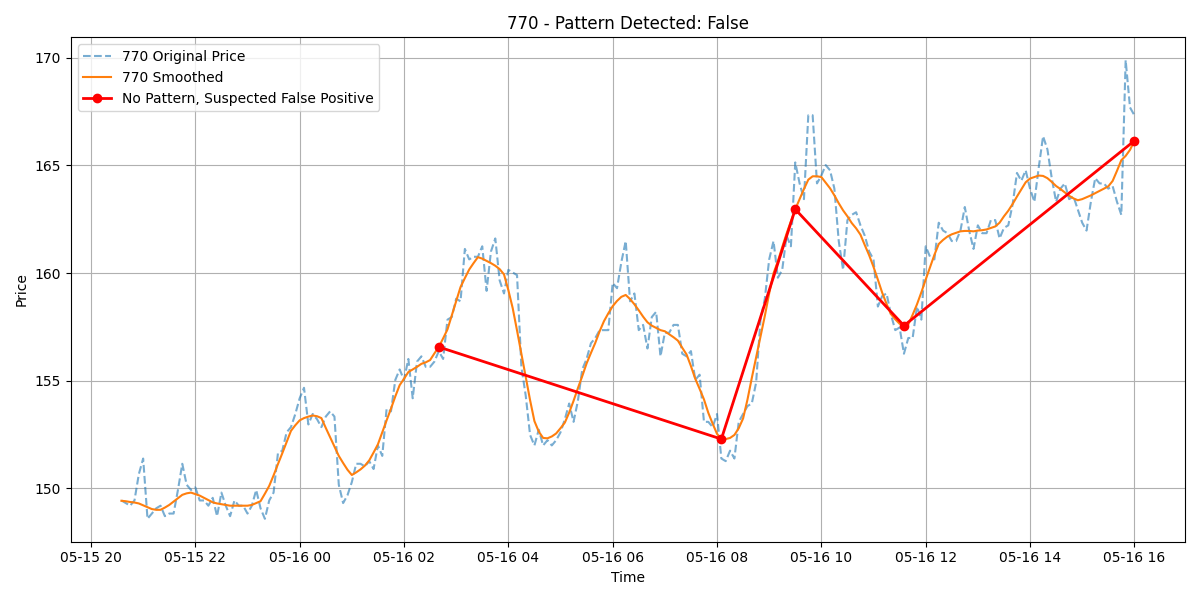 770 - Pattern Detected: False
770 Original Price
770 Smoothed
No Pattern, Suspected False Positive
Price
170
165
160
155
150
05-15 20 05-15 22 05-16 00 05-16 02 05-16 04 05-16 06 05-16 08 05-16 10 05-16 12 05-16 14 05-16 16
Time